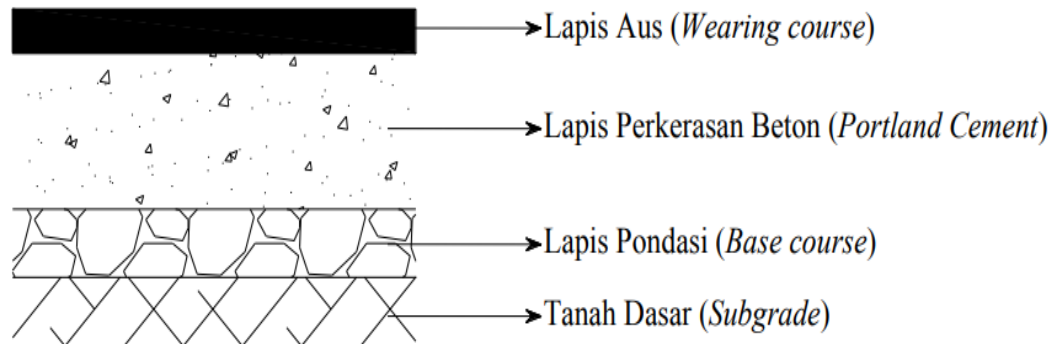 Lapis Aus (Wearing course)
Lapis Perkerasan Beton (Portland Cement)
Lapis Pondasi (Base course)
Tanah Dasar (Subgrade)